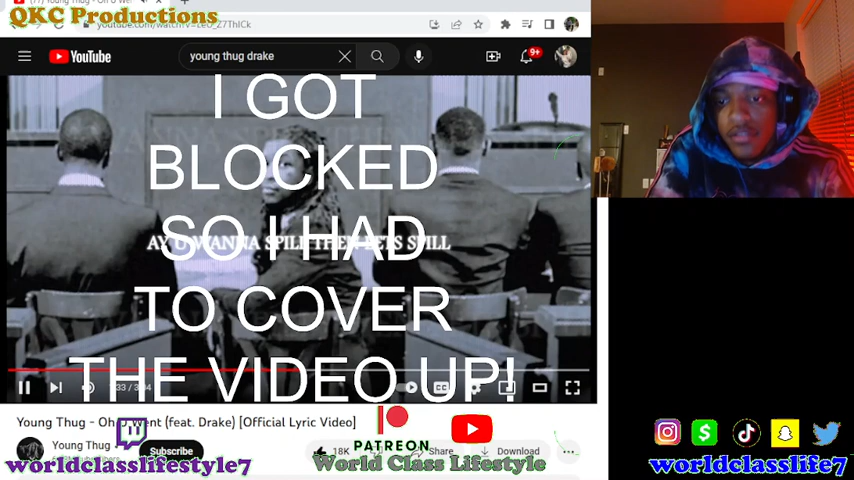 QKC Productions
young thug drake
9+
I GOT
BLOCKED
SO I HAD
TO COVER
THE VIDEO UP!
AY U WANNA SPILL THEN LETS SPILL
Young Thug - Oh U Went (feat. Drake) [Official Lyric Video]
Young Thug
Subscribe
18K
Share
Download
PATREON
YouTube
worldclasslifestyle7
World Class Lifestyle
worldclasslife7